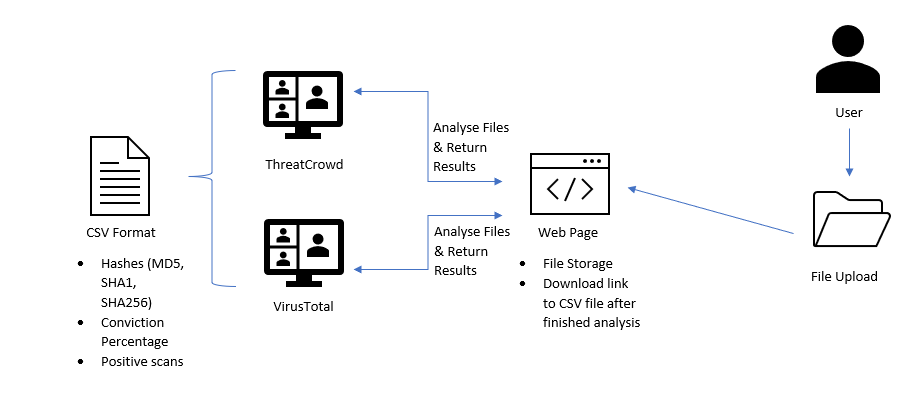 User
Analyse Files
& Return
Results
ThreatCrowd
CSV Format
Web Page
Analyse Files
& Return
Results
• Hashes (MD5,
SHA1,
SHA256)
• Conviction
Percentage
• Positive scans
VirusTotal
• File Storage
• Download link
to CSV file after
finished analysis
File Upload